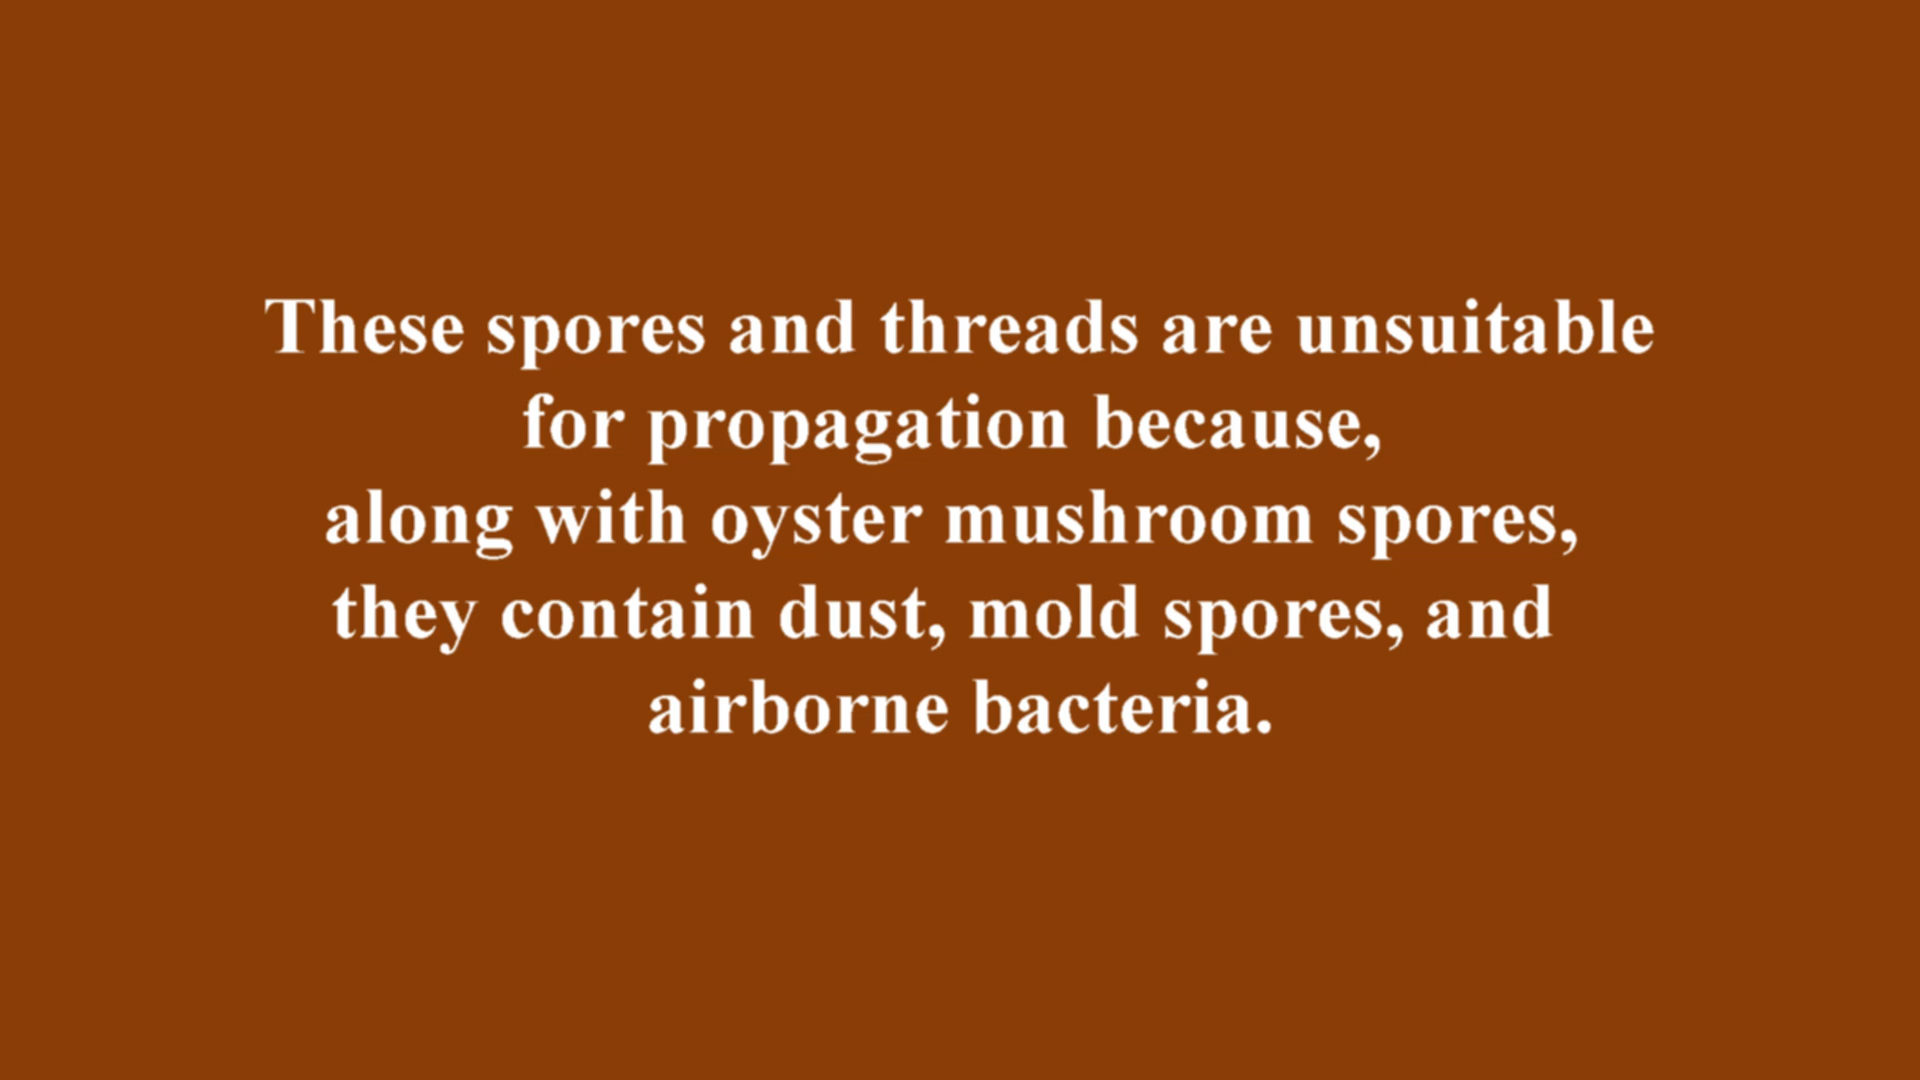 These spores and threads are unsuitable
for propagation because,
along with oyster mushroom spores,
they contain dust, mold spores, and
airborne bacteria.